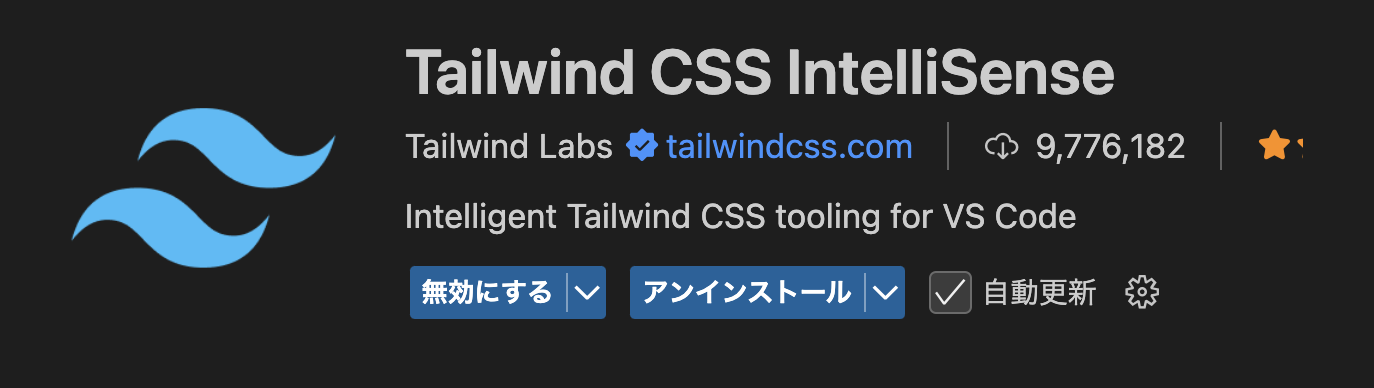 Tailwind CSS IntelliSense
Tailwind Labs tailwindcss.com 9,776,182
Intelligent Tailwind CSS tooling for VS Code
無効にする アンインストール 自動更新